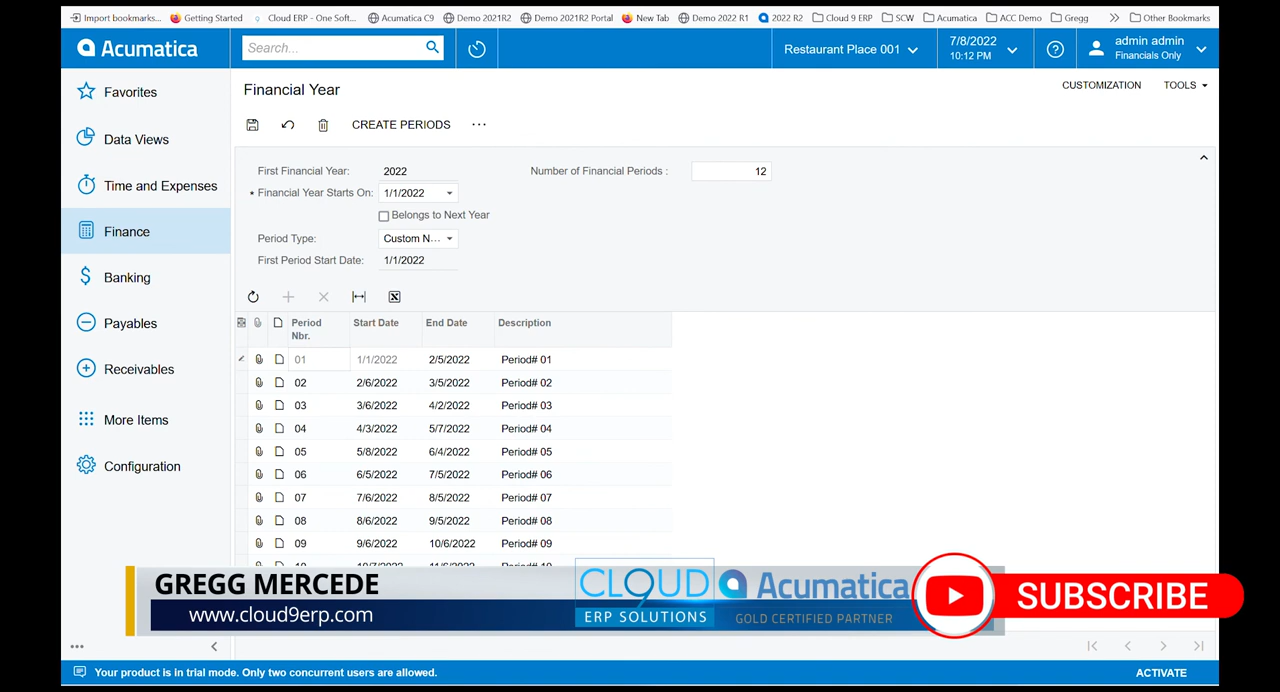 Import bookmarks... Getting Started Cloud ERP - One Soft... Acumatica C9 Demo 2021R2 Demo 2021R2 Portal New Tab Demo 2022 R1 2022 R2 Cloud 9 ERP SCW Acumatica ACC Demo Gregg Other Bookmarks
Acumatica
Search...
Restaurant Place 001
7/8/2022
10:12 PM
admin admin
Financials Only
Favorites
Data Views
Time and Expenses
Finance
Banking
Payables
Receivables
More Items
Configuration
Financial Year
CUSTOMIZATION TOOLS
CREATE PERIODS ...
First Financial Year: 2022 Number of Financial Periods : 12
* Financial Year Starts On: 1/1/2022
Belongs to Next Year
Period Type: Custom N...
First Period Start Date: 1/1/2022
Period Nbr. Start Date End Date Description
01 1/1/2022 2/5/2022 Period# 01
02 2/6/2022 3/5/2022 Period# 02
03 3/6/2022 4/2/2022 Period# 03
04 4/3/2022 5/7/2022 Period# 04
05 5/8/2022 6/4/2022 Period# 05
06 6/5/2022 7/5/2022 Period# 06
07 7/6/2022 8/5/2022 Period# 07
08 8/6/2022 9/5/2022 Period# 08
09 9/6/2022 10/6/2022 Period# 09
GREGG MERCEDE
www.cloud9erp.com
CLOUD9
ERP SOLUTIONS
Acumatica
GOLD CERTIFIED PARTNER
SUBSCRIBE
Your product is in trial mode. Only two concurrent users are allowed. ACTIVATE